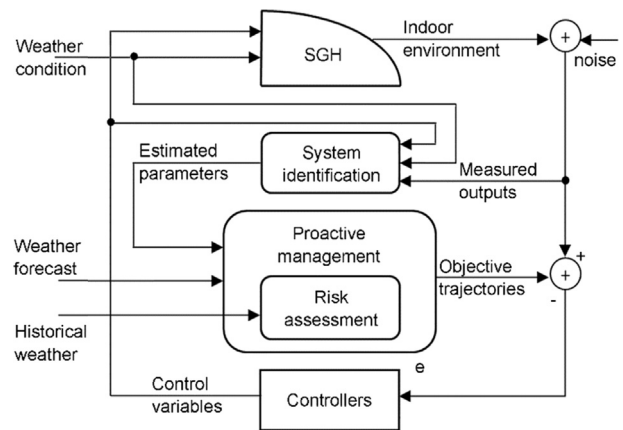 Weather
condition
SGH
Indoor
environment
+
noise
Estimated
parameters
System
identification
Measured
outputs
Weather
forecast
Proactive
management
Objective
trajectories
+
+
-
Risk
assessment
Historical
weather
e
Control
variables
Controllers